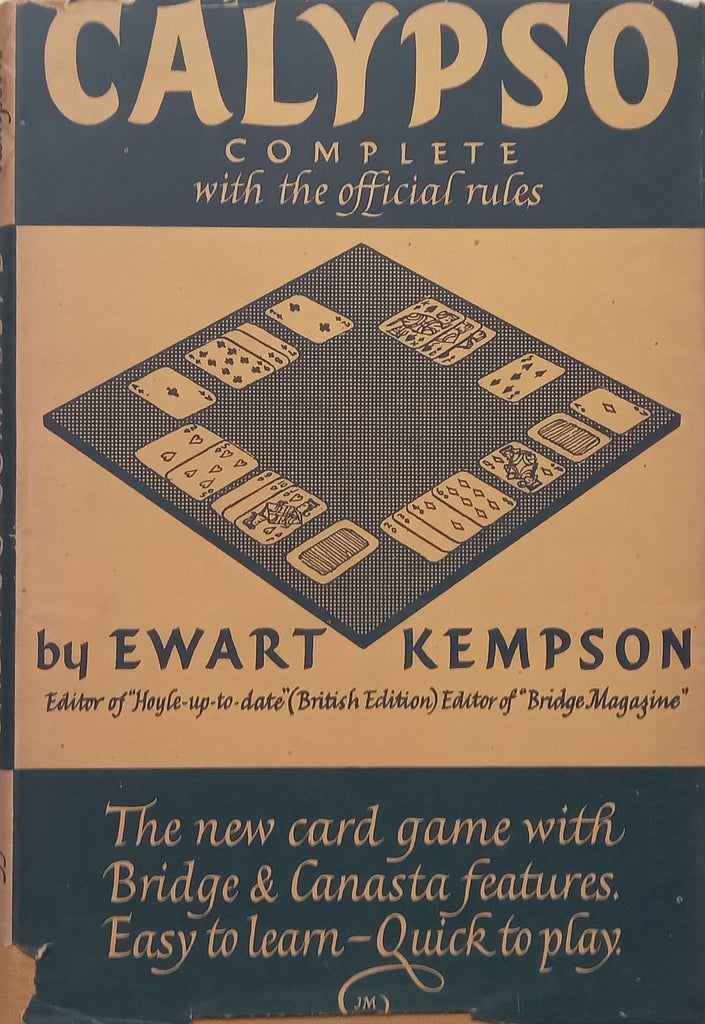 CALYPSO
COMPLETE
with the official rules
by EWART KEMPSON
Editor of "Hoyle-up-to-date" (British Edition) Editor of "Bridge Magazine"
The new card game with
Bridge & Canasta features.
Easy to learn – Quick to play.
JM